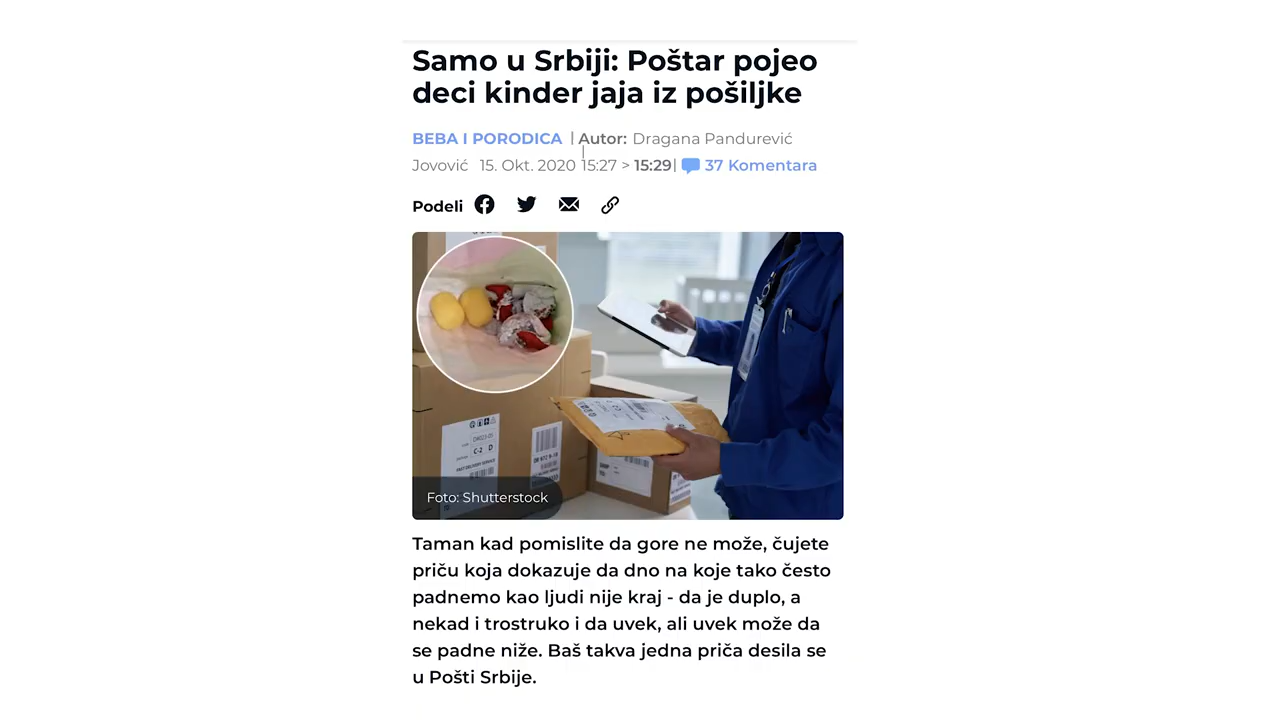 Samo u Srbiji: Poštar pojeo
deci kinder jaja iz pošiljke
BEBA I PORODICA | Autor: Dragana Pandurević
Jovović | 15. Okt. 2020 15:27 > 15:29 | 37 Komentara
Podeli
Foto: Shutterstock
Taman kad pomislite da gore ne može, čujete
priču koja dokazuje da dno na koje tako često
padnemo kao ljudi nije kraj - da je duplo, a
nekad i trostruko i da uvek, ali uvek može da
se padne niže. Baš takva jedna priča desila se
u Pošti Srbije.